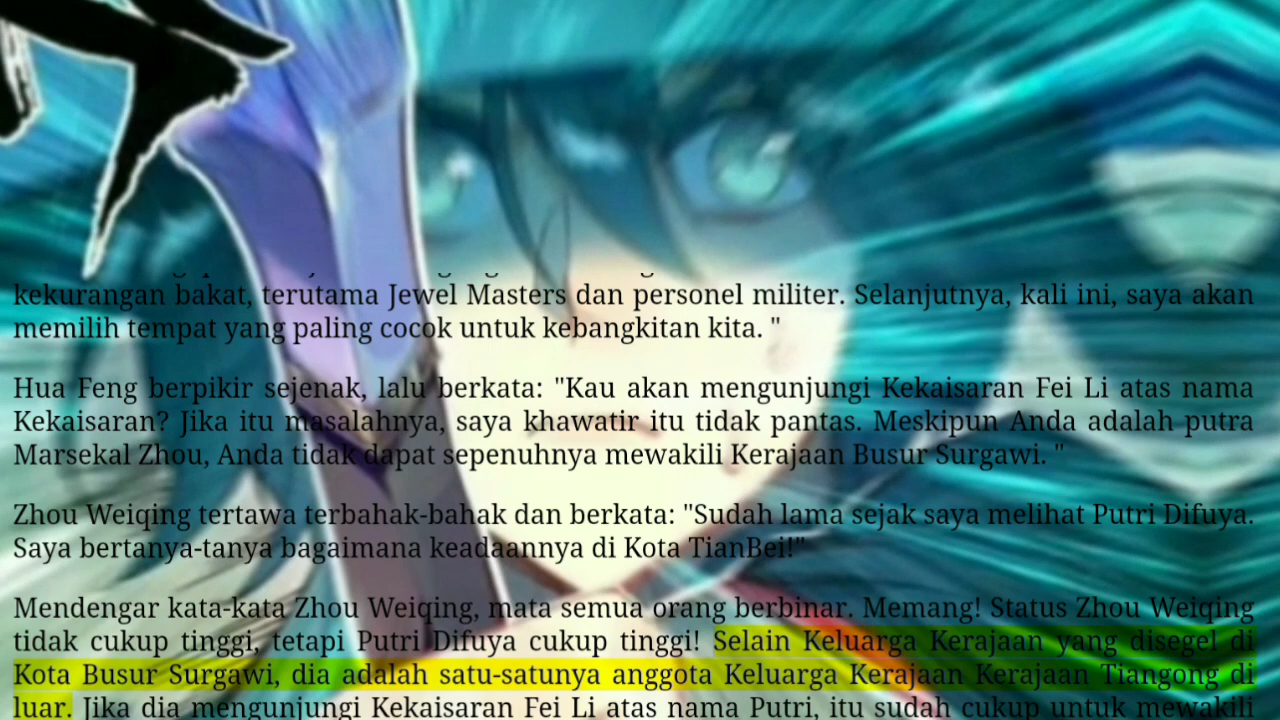 kekurangan bakat, terutama Jewel Masters dan personel militer. Selanjutnya, kali ini, saya akan
memilih tempat yang paling cocok untuk kebangkitan kita. "
Hua Feng berpikir sejenak, lalu berkata: "Kau akan mengunjungi Kekaisaran Fei Li atas nama
Kekaisaran? Jika itu masalahnya, saya khawatir itu tidak pantas. Meskipun Anda adalah putra
Marsekal Zhou, Anda tidak dapat sepenuhnya mewakili Kerajaan Busur Surgawi. "
Zhou Weiqing tertawa terbahak-bahak dan berkata: "Sudah lama sejak saya melihat Putri Difuya.
Saya bertanya-tanya bagaimana keadaannya di Kota TianBei!"
Mendengar kata-kata Zhou Weiqing, mata semua orang berbinar. Memang! Status Zhou Weiqing
tidak cukup tinggi, tetapi Putri Difuya cukup tinggi! Selain Keluarga Kerajaan yang disegel di
Kota Busur Surgawi, dia adalah satu-satunya anggota Keluarga Kerajaan Kerajaan Tiangong di
luar. Jika dia mengunjungi Kekaisaran Fei Li atas nama Putri, itu sudah cukup untuk mewakili